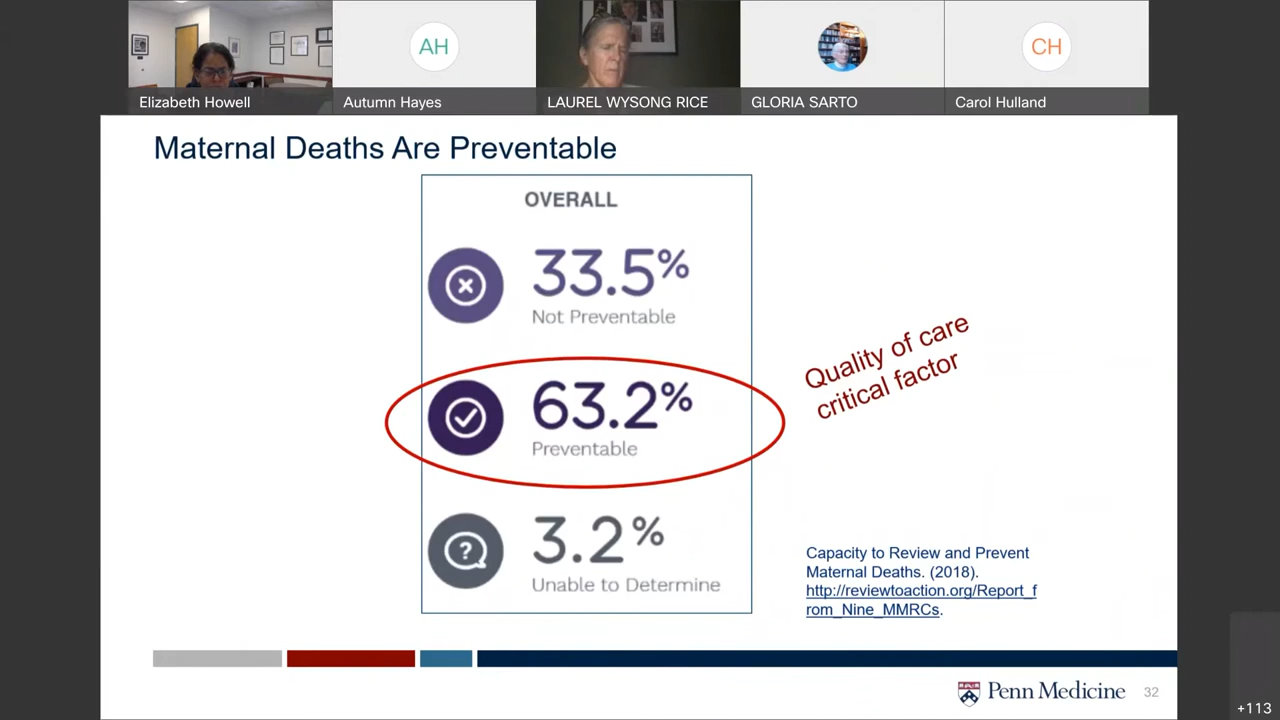 AH
CH
Elizabeth Howell
Autumn Hayes
LAUREL WYSONG RICE
GLORIA SARTO
Carol Hulland
Maternal Deaths Are Preventable
OVERALL
33.5%
Not Preventable
63.2%
Preventable
3.2%
Unable to Determine
Quality of care
critical factor
Capacity to Review and Prevent
Maternal Deaths. (2018).
http://reviewtoaction.org/Report_f
rom_Nine_MMRCs.
Penn Medicine
32
+113